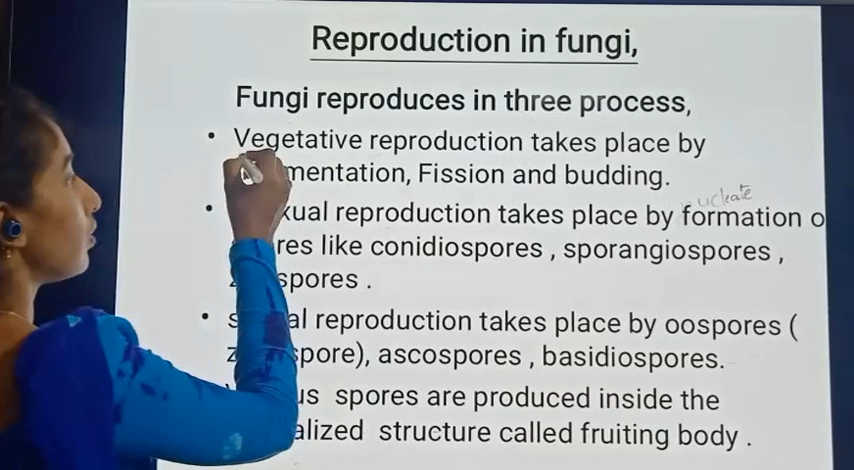 Reproduction in fungi,
Fungi reproduces in three process,
• Vegetative reproduction takes place by
mentation, Fission and budding.
ucleate
• xual reproduction takes place by formation o
res like conidiospores , sporangiospores ,
spores .
• s al reproduction takes place by oospores (
z spore), ascospores , basidiospores.
us spores are produced inside the
alized structure called fruiting body .